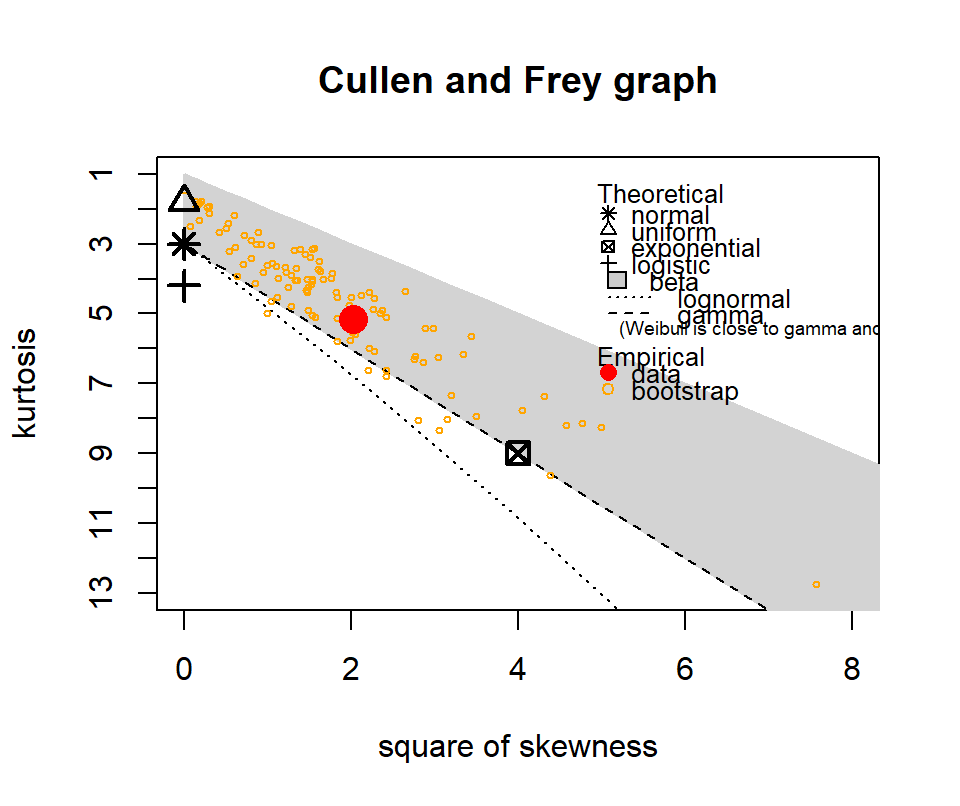 Cullen and Frey graph
kurtosis
1
3
5
7
9
11
13
Theoretical
normal
uniform
exponential
logistic
beta
lognormal
gamma
(Weibull is close to gamma and
Empirical
data
bootstrap
0 2 4 6 8
square of skewness